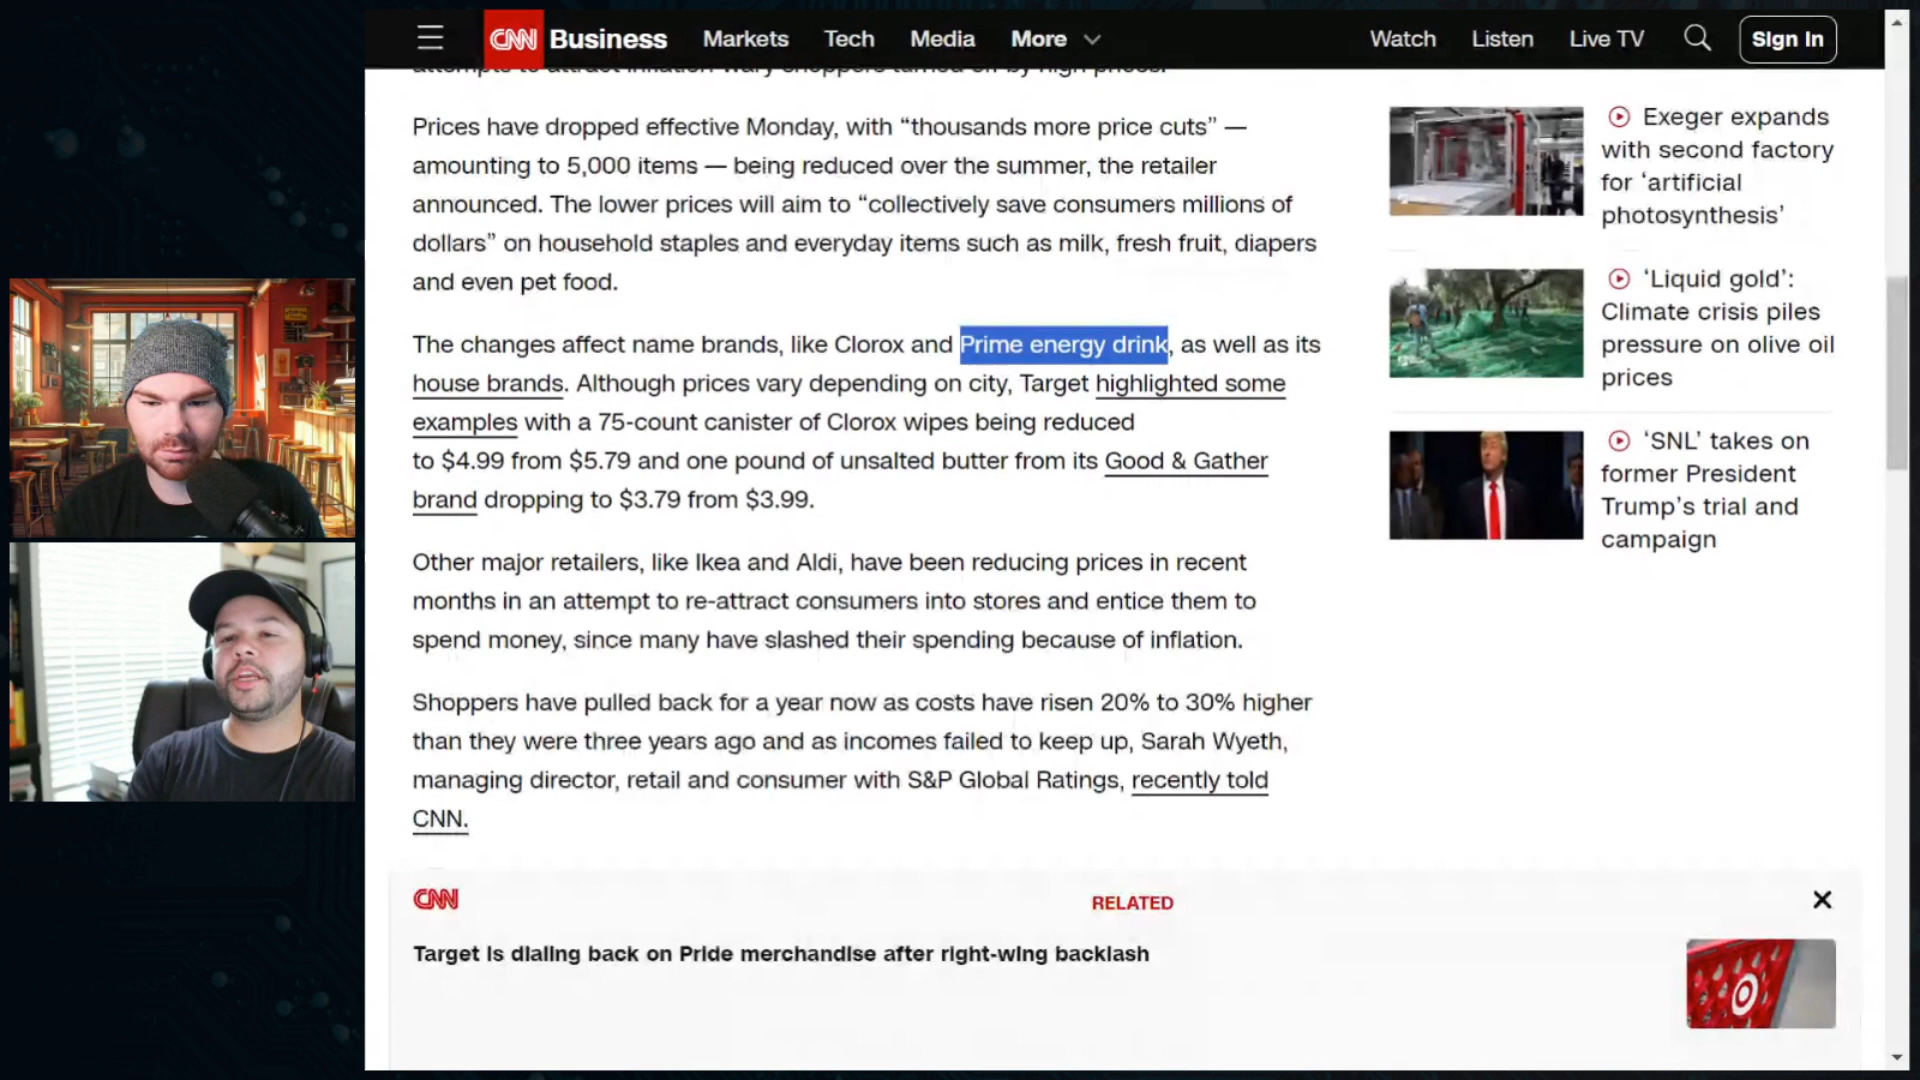 CNN Business Markets Tech Media More Watch Listen Live TV Sign In
attempts to attract inflation-wary shoppers turned off by high prices.
Prices have dropped effective Monday, with “thousands more price cuts” —
amounting to 5,000 items — being reduced over the summer, the retailer
announced. The lower prices will aim to “collectively save consumers millions of
dollars” on household staples and everyday items such as milk, fresh fruit, diapers
and even pet food.
The changes affect name brands, like Clorox and Prime energy drink, as well as its
house brands. Although prices vary depending on city, Target highlighted some
examples with a 75-count canister of Clorox wipes being reduced
to $4.99 from $5.79 and one pound of unsalted butter from its Good & Gather
brand dropping to $3.79 from $3.99.
Other major retailers, like Ikea and Aldi, have been reducing prices in recent
months in an attempt to re-attract consumers into stores and entice them to
spend money, since many have slashed their spending because of inflation.
Shoppers have pulled back for a year now as costs have risen 20% to 30% higher
than they were three years ago and as incomes failed to keep up, Sarah Wyeth,
managing director, retail and consumer with S&P Global Ratings, recently told
CNN.
Exeger expands
with second factory
for ‘artificial
photosynthesis’
‘Liquid gold’:
Climate crisis piles
pressure on olive oil
prices
‘SNL’ takes on
former President
Trump’s trial and
campaign
CNN
RELATED
Target is dialing back on Pride merchandise after right-wing backlash